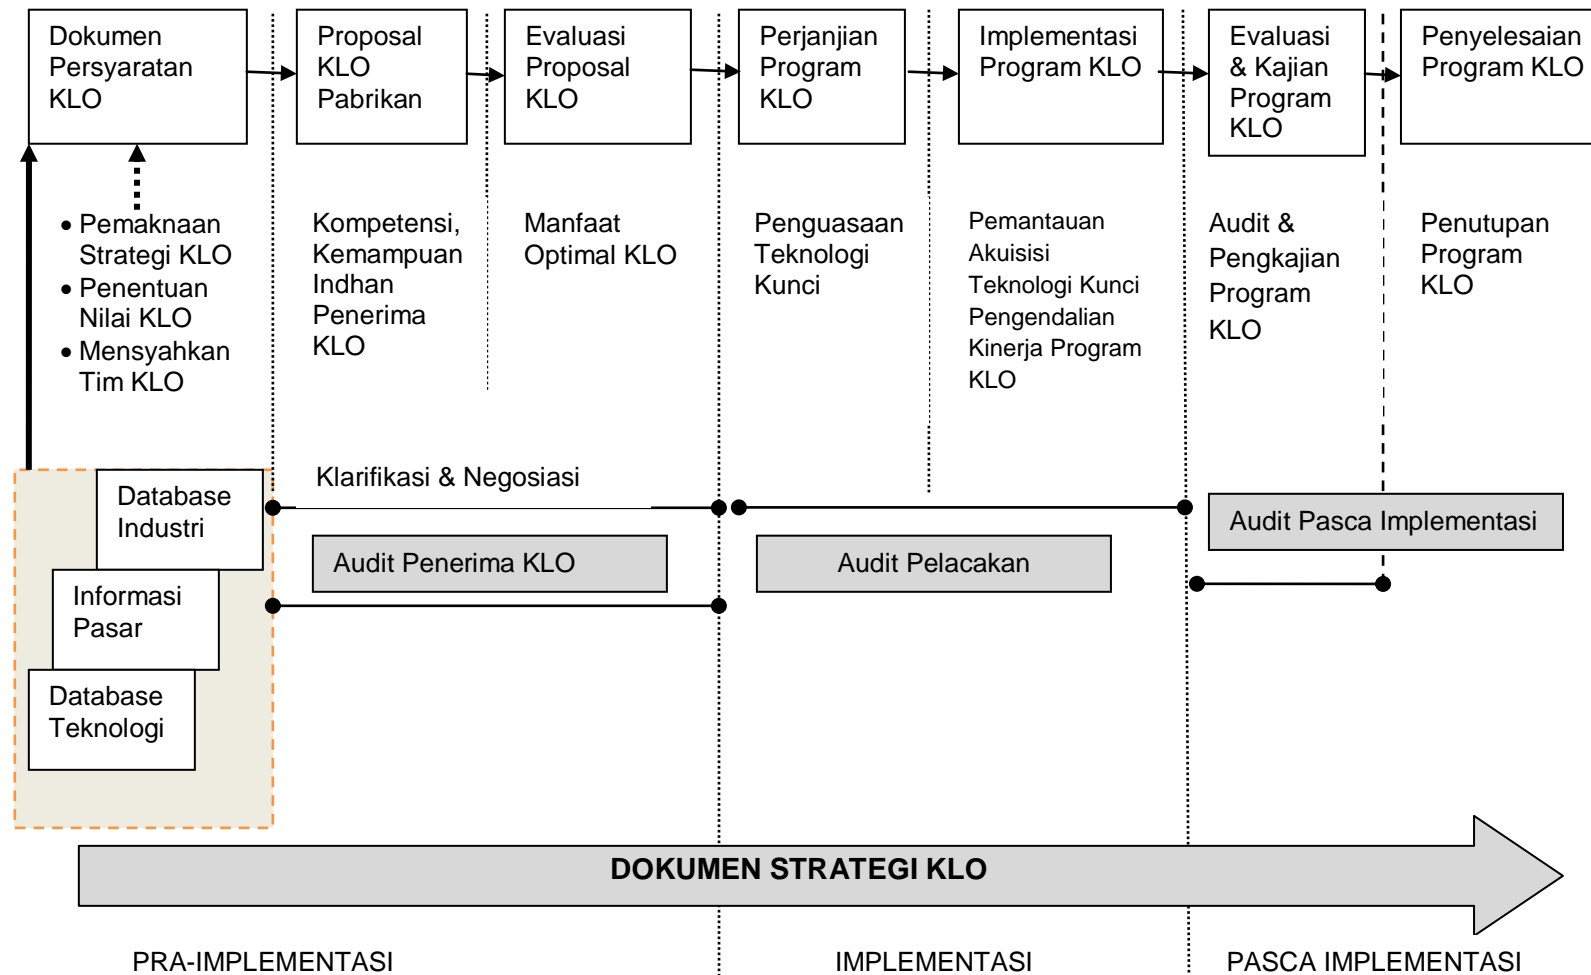 Dokumen
Persyaratan
KLO
Proposal
KLO
Pabrikan
Evaluasi
Proposal
KLO
Perjanjian
Program
KLO
Implementasi
Program KLO
Evaluasi
& Kajian
Program
KLO
Penyelesaian
Program KLO
• Pemaknaan
Strategi KLO
• Penentuan
Nilai KLO
• Mensyahkan
Tim KLO
Kompetensi,
Kemampuan
Indhan
Penerima
KLO
Manfaat
Optimal KLO
Penguasaan
Teknologi
Kunci
Pemantauan
Akuisisi
Teknologi Kunci
Pengendalian
Kinerja Program
KLO
Audit &
Pengkajian
Program
KLO
Penutupan
Program
KLO
Database
Industri
Informasi
Pasar
Database
Teknologi
Klarifikasi & Negosiasi
Audit Penerima KLO
Audit Pelacakan
Audit Pasca Implementasi
DOKUMEN STRATEGI KLO
PRA-IMPLEMENTASI
IMPLEMENTASI
PASCA IMPLEMENTASI